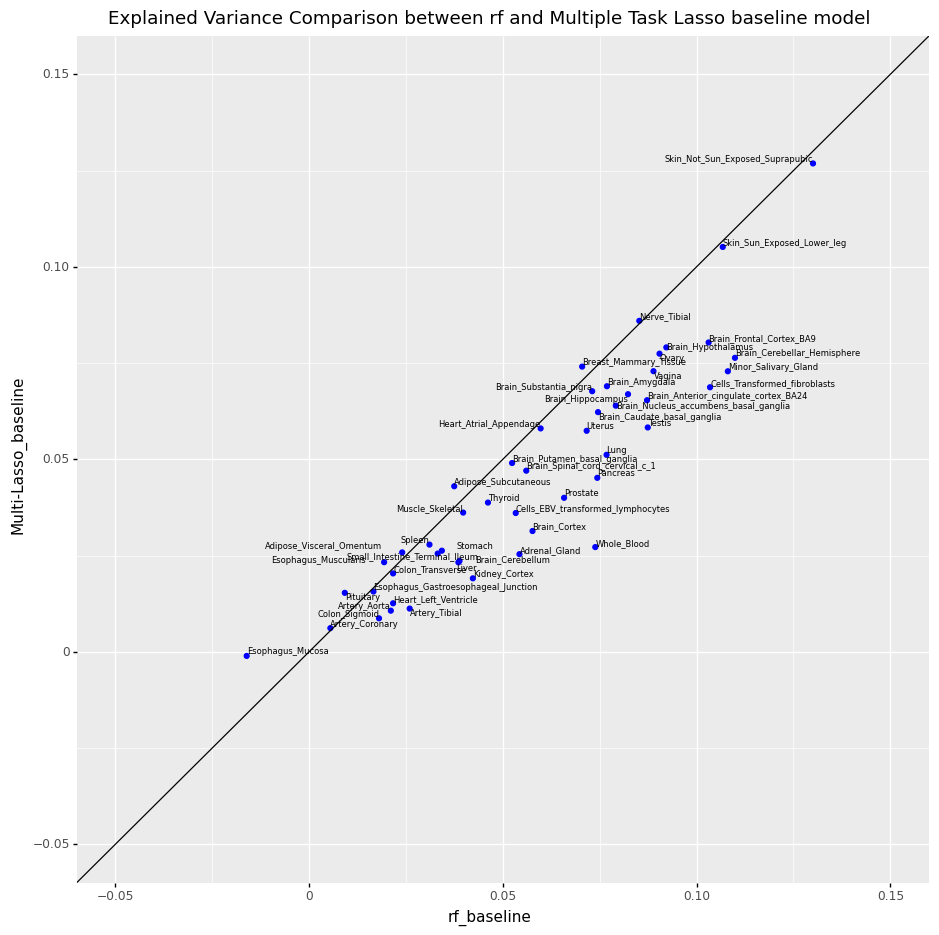 Explained Variance Comparison between rf and Multiple Task Lasso baseline model
0.15
Skin_Not_Sun_Exposed_Suprapubic
Skin_Sun_Exposed_Lower_leg
0.10
Nerve_Tibial
Brain_Frontal_Cortex_BA9
Brain_Hypothalamus
Brain_Cerebellar_Hemisphere
Ovary
Breast_Mammary_Tissue
Minor_Salivary_Gland
Vagina
Brain_Amygdala
Cells_Transformed_fibroblasts
Brain_Substantia_nigra
Brain_Anterior_cingulate_cortex_BA24
Brain_Hippocampus
Brain_Nucleus_accumbens_basal_ganglia
Brain_Caudate_basal_ganglia
Heart_Atrial_Appendage
Uterus
Testis
Multi-Lasso_baseline
Lung
0.05
Brain_Putamen_basal_ganglia
Brain_Spinal_cord_cervical_c_1
Pancreas
Adipose_Subcutaneous
Prostate
Thyroid
Muscle_Skeletal
Cells_EBV_transformed_lymphocytes
Brain_Cortex
Spleen
Adipose_Visceral_Omentum
Stomach
Whole_Blood
Adrenal_Gland
Small_Intestine_Terminal_Ileum
Esophagus_Muscularis
Brain_Cerebellum
Liver
Colon_Transverse
Kidney_Cortex
Esophagus_Gastroesophageal_Junction
Pituitary
Heart_Left_Ventricle
Artery_Aorta
Colon_Sigmoid
Artery_Tibial
Artery_Coronary
Esophagus_Mucosa
0
−0.05
−0.05
0
0.05
0.10
0.15
rf_baseline